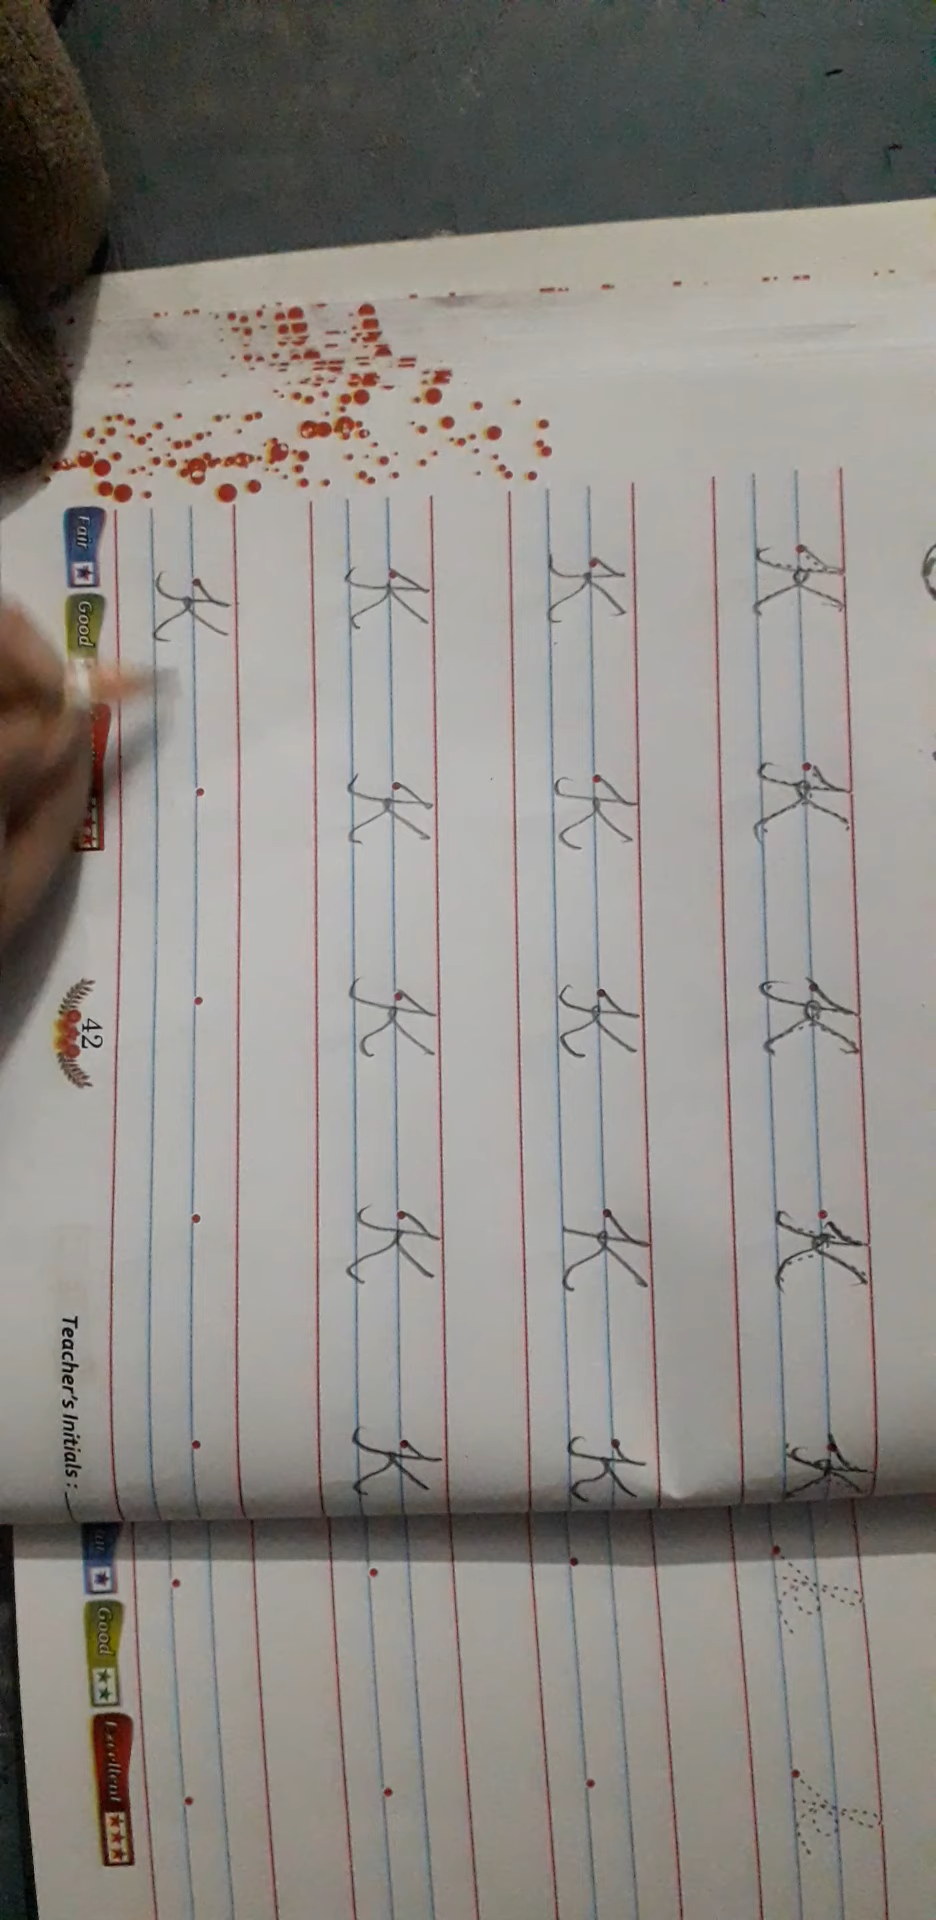 K K K K K
K K K K K
K K K K K
K
Fair Good
42
Teacher's Initials :
L L
Good Excellent